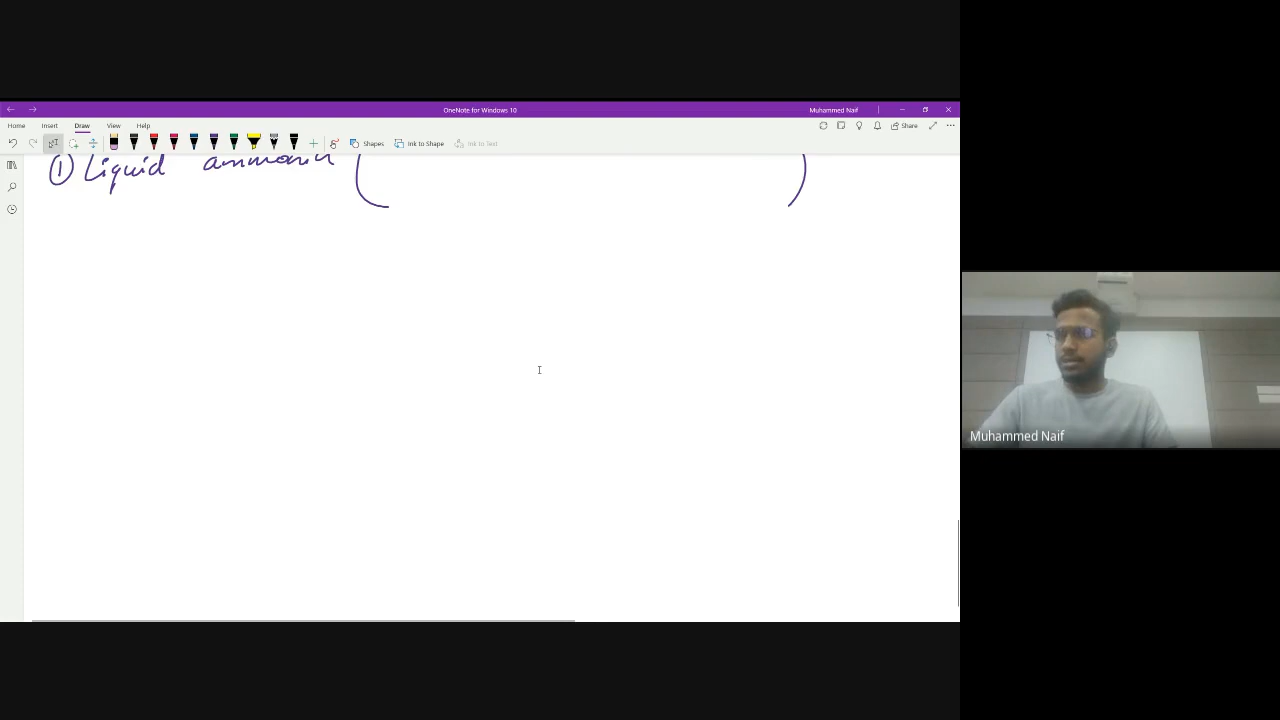 OneNote for Windows 10
Muhammed Naif
Home Insert Draw View Help
Share
Shapes Ink to Shape Ink to Text
① Liquid ammonia ( )
Muhammed Naif